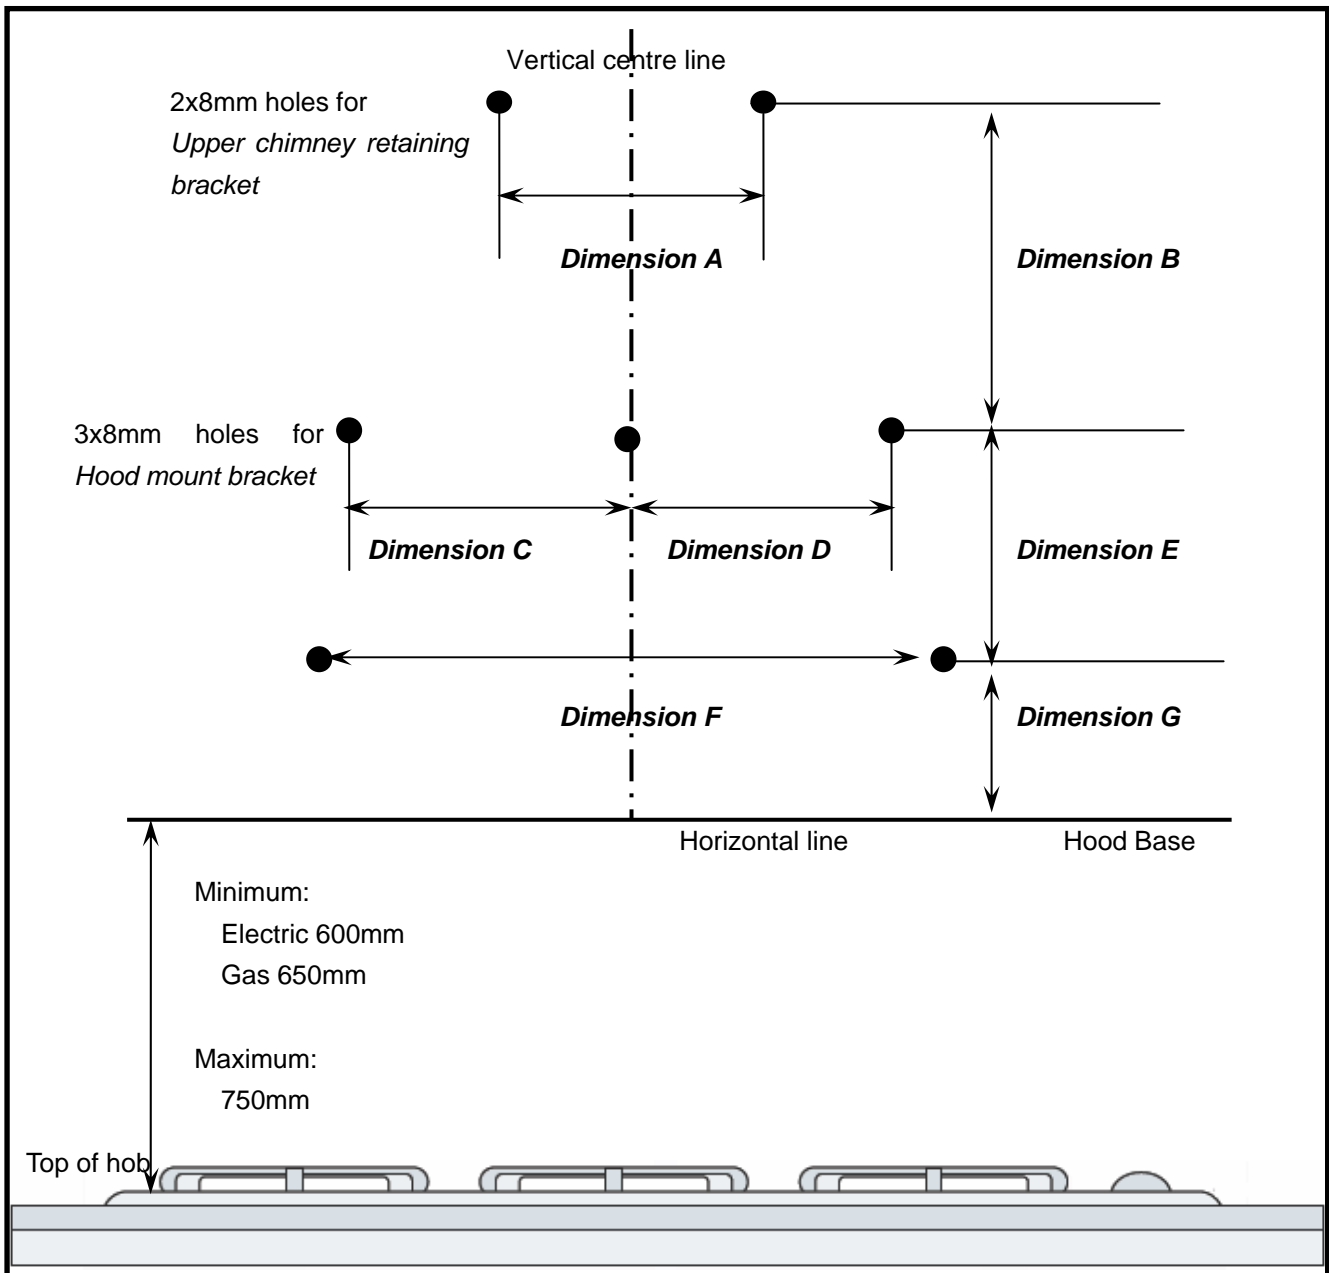 Vertical centre line
2x8mm holes for
Upper chimney retaining
bracket
Dimension A
Dimension B
3x8mm holes for
Hood mount bracket
Dimension C
Dimension D
Dimension E
Dimension F
Dimension G
Horizontal line
Hood Base
Minimum:
Electric 600mm
Gas 650mm
Maximum:
750mm
Top of hob